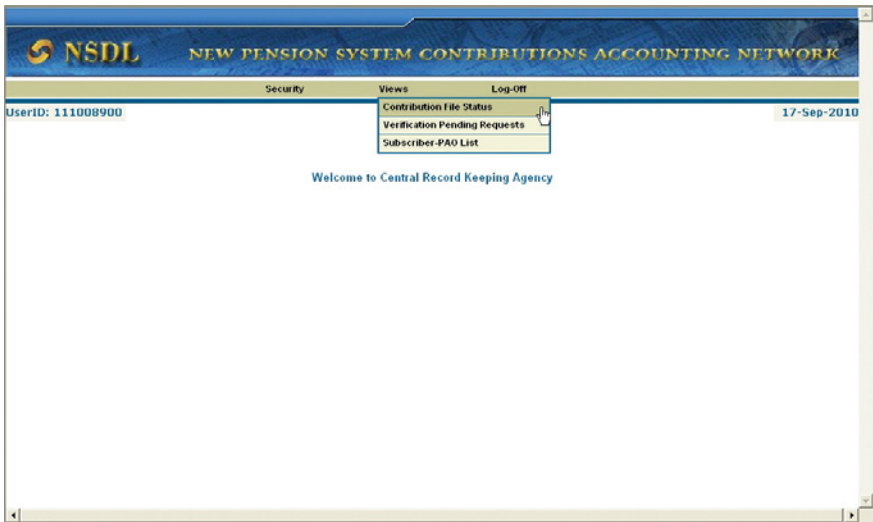 NSDL NEW PENSION SYSTEM CONTRIBUTIONS ACCOUNTING NETWORK
Security Views Log-Off
Contribution File Status
UserID: 111008900 17-Sep-2010
Verification Pending Requests
Subscriber-PAO List
Welcome to Central Record Keeping Agency